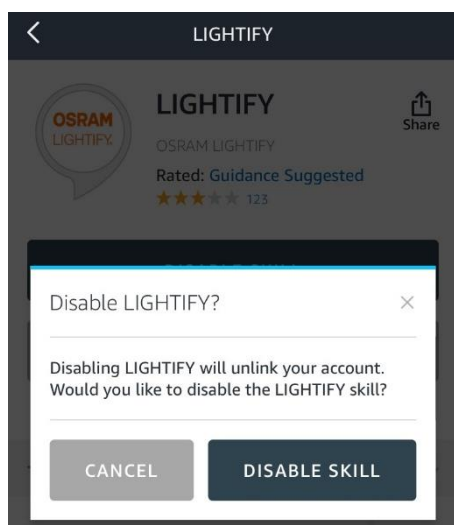 LIGHTIFY
OSRAM
LIGHTIFY
LIGHTIFY
Share
OSRAM LIGHTIFY
Rated: Guidance Suggested
123
Disable LIGHTIFY?
Disabling LIGHTIFY will unlink your account.
Would you like to disable the LIGHTIFY skill?
CANCEL
DISABLE SKILL